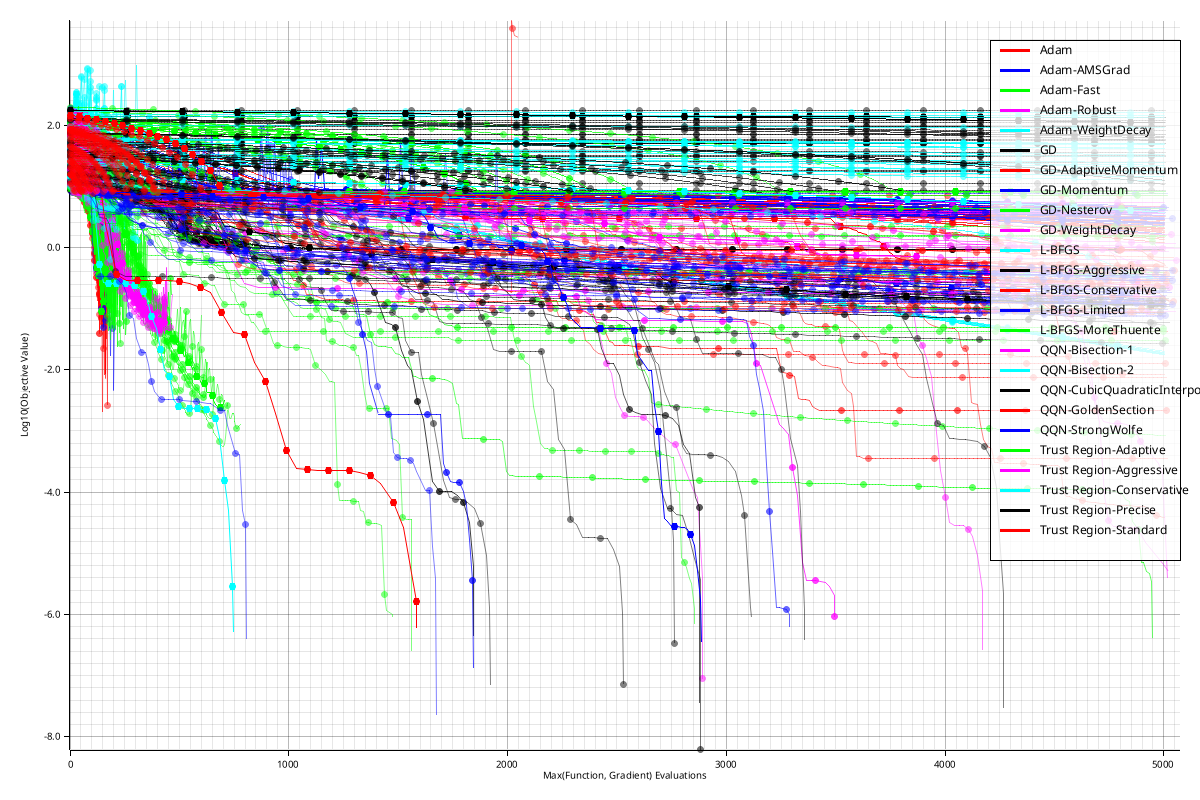 2.0
0.0
-2.0
-4.0
-6.0
-8.0
Log10(Objective Value)
0
1000
2000
3000
4000
5000
Max(Function, Gradient) Evaluations
Adam
Adam-AMSGrad
Adam-Fast
Adam-Robust
Adam-WeightDecay
GD
GD-AdaptiveMomentum
GD-Momentum
GD-Nesterov
GD-WeightDecay
L-BFGS
L-BFGS-Aggressive
L-BFGS-Conservative
L-BFGS-Limited
L-BFGS-MoreThuente
QQN-Bisection-1
QQN-Bisection-2
QQN-CubicQuadraticInterpo
QQN-GoldenSection
QQN-StrongWolfe
Trust Region-Adaptive
Trust Region-Aggressive
Trust Region-Conservative
Trust Region-Precise
Trust Region-Standard